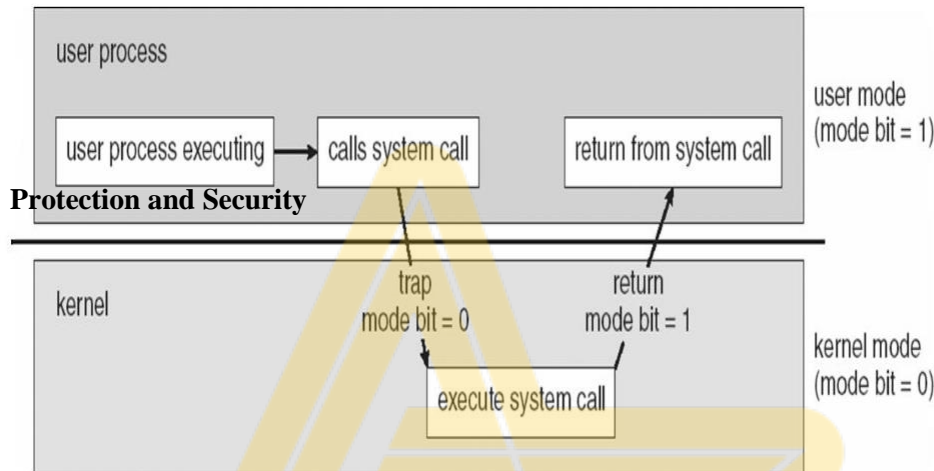 user process
user mode
(mode bit = 1)
user process executing
calls system call
return from system call
Protection and Security
trap
mode bit = 0
return
mode bit = 1
kernel
kernel mode
(mode bit = 0)
execute system call